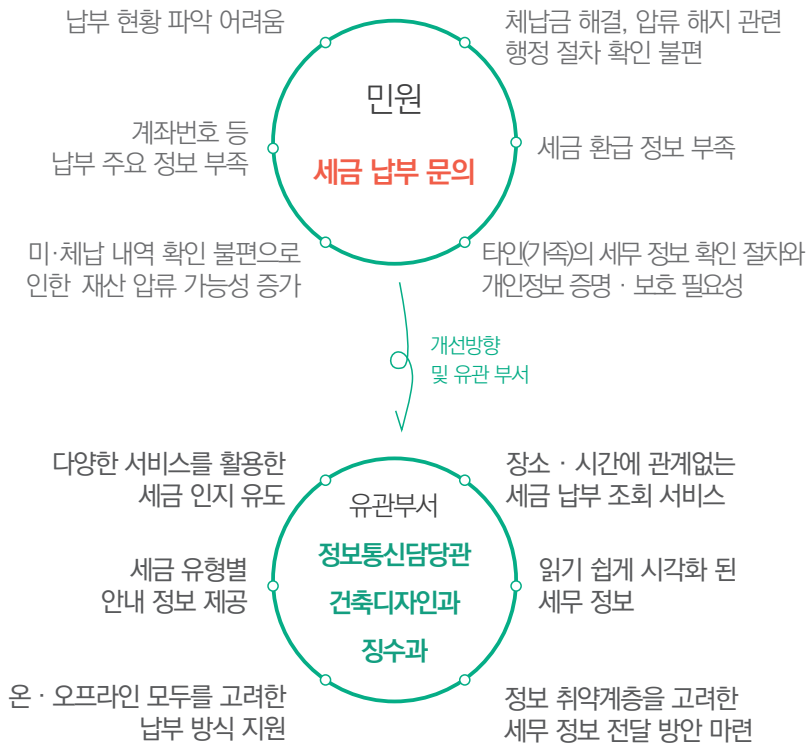 납부 현황 파악 어려움
체납금 해결, 압류 해지 관련
행정 절차 확인 불편
민원
세금 납부 문의
계좌번호 등
납부 주요 정보 부족
세금 환급 정보 부족
미·체납 내역 확인 불편으로
인한 재산 압류 가능성 증가
타인(가족)의 세무 정보 확인 절차와
개인정보 증명 · 보호 필요성
개선방향
및 유관 부서
다양한 서비스를 활용한
세금 인지 유도
장소 · 시간에 관계없는
세금 납부 조회 서비스
유관부서
정보통신담당관
건축디자인과
징수과
세금 유형별
안내 정보 제공
읽기 쉽게 시각화 된
세무 정보
온 · 오프라인 모두를 고려한
납부 방식 지원
정보 취약계층을 고려한
세무 정보 전달 방안 마련